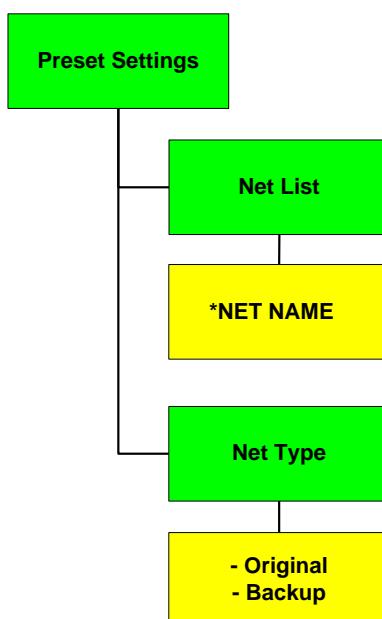 Preset Settings
Net List
*NET NAME
Net Type
- Original
- Backup